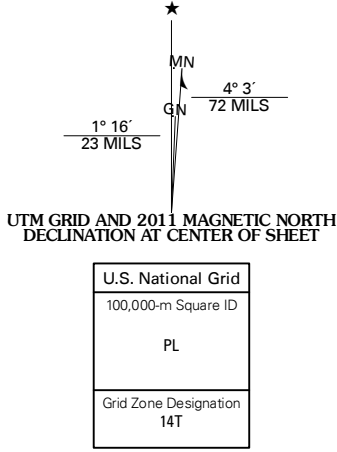 ★
MN
4° 3´
72 MILS
GN
1° 16´
23 MILS
UTM GRID AND 2011 MAGNETIC NORTH
DECLINATION AT CENTER OF SHEET
U.S. National Grid
100,000-m Square ID
PL
Grid Zone Designation
14T